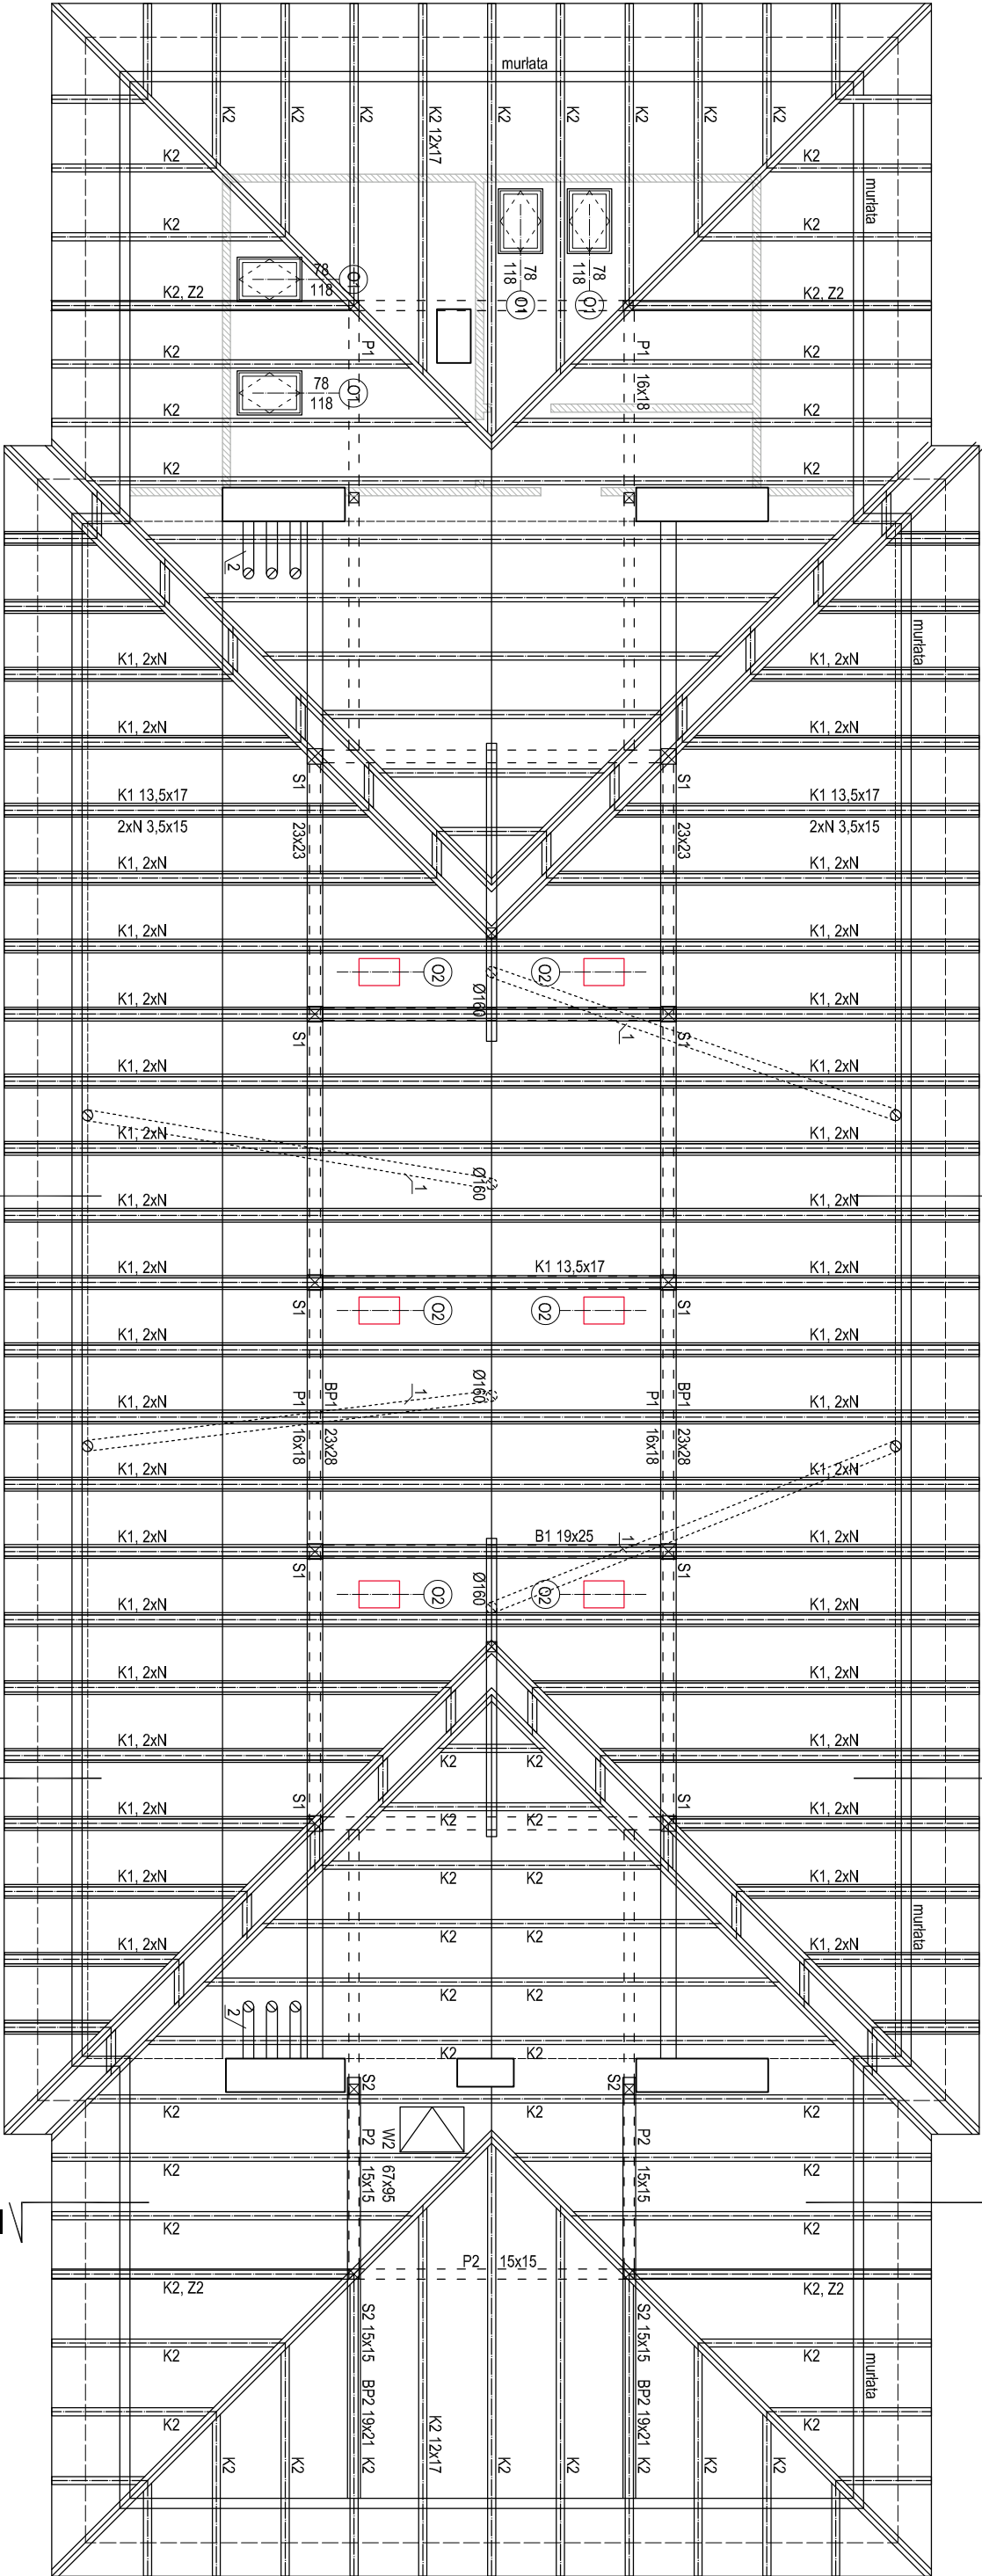 murłata
K2
K2
K2
K2 12x17
K2
K2
K2
K2
K2
K2
K2
murłata
K2
K2
78
118
O1
78
118
O1
78
118
O1
K2, Z2
K2, Z2
P1
P1 16x18
K2
K2
78
118
O1
K2
K2
K2
K2
2
murłata
K1, 2xN
K1, 2xN
K1, 2xN
K1, 2xN
S1
S1
K1 13,5x17
K1 13,5x17
2xN 3,5x15
2xN 3,5x15
23x23
23x23
K1, 2xN
K1, 2xN
K1, 2xN
K1, 2xN
O2
O2
Ø160
K1, 2xN
K1, 2xN
S1
S1
1
K1, 2xN
K1, 2xN
K1, 2xN
K1, 2xN
Ø160
1
K1, 2xN
K1, 2xN
K1, 2xN
K1 13,5x17
K1, 2xN
S1
S1
O2
O2
K1, 2xN
K1, 2xN
K1, 2xN
K1, 2xN
Ø160
1
BP1 23x28
P1 16x18
BP1 23x28
P1 16x18
K1, 2xN
K1, 2xN
K1, 2xN
B1 19x25
1
K1, 2xN
S1
S1
O2
O2
Ø160
K1, 2xN
K1, 2xN
K1, 2xN
K1, 2xN
K1, 2xN
K1, 2xN
K2
K2
K1, 2xN
S1
S1
K1, 2xN
K2
K2
K1, 2xN
K1, 2xN
K2
K2
K1, 2xN
K1, 2xN
K2
K2
murłata
K2
K2
2
K2
K2
S2
S2
K2
K2
K2
W2 67x95
P2 15x15
P2 15x15
K2
K2
K2
K2
P2 15x15
K2, Z2
K2, Z2
S2 15x15 BP2 19x21 K2
S2 15x15 BP2 19x21 K2
K2
K2
murłata
K2
K2
K2 12x17
K2
K2
K2
K2
K2
K2